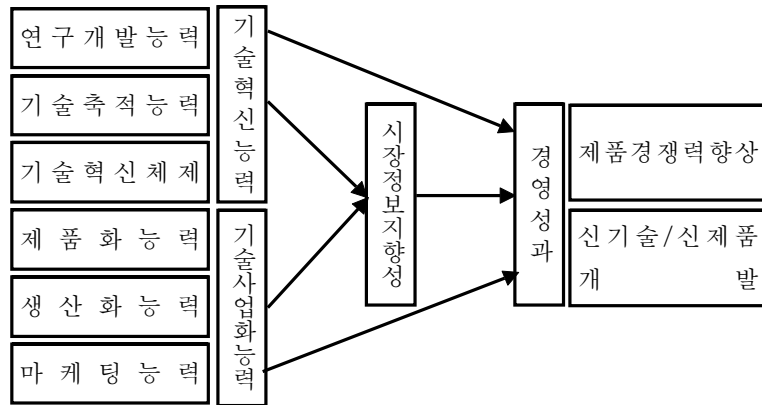 연구개발능력
기술축적능력
기술혁신체제
제품화능력
생산화능력
마케팅능력
기술혁신능력
기술사업화능력
시장정보지향성
경영성과
제품경쟁력향상
신기술/신제품
개발